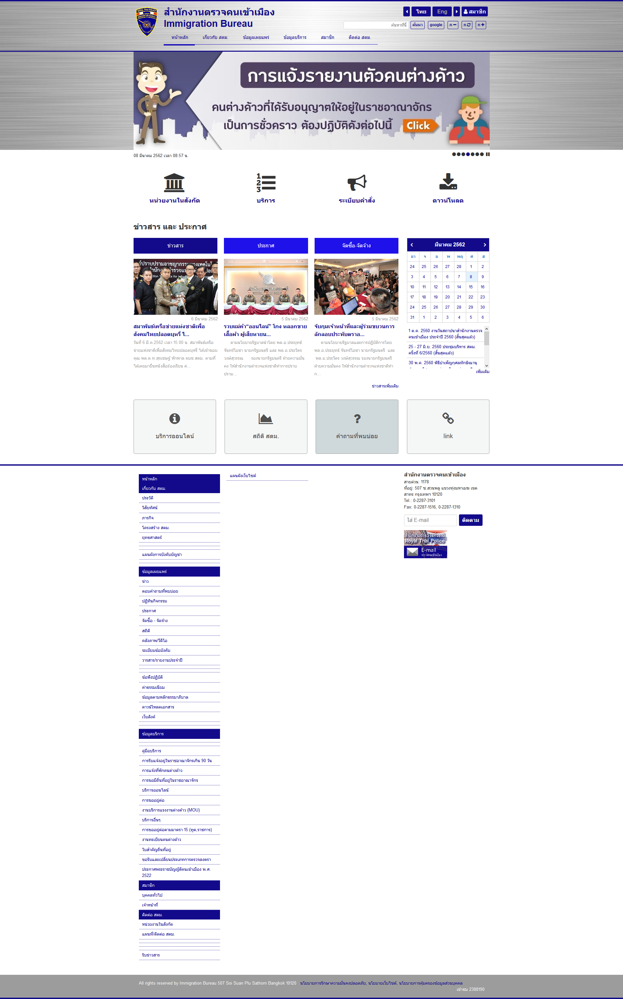 สำนักงานตรวจคนเข้าเมือง
Immigration Bureau
ไทย Eng สมาชิก
ค้นหาที่นี้ ค้นหา google ก ก ก
หน้าหลัก เกี่ยวกับ สตม. ข้อมูลเผยแพร่ ข้อมูลบริการ สมาชิก ติดต่อ สตม.
การแจ้งรายงานตัวคนต่างด้าว
คนต่างด้าวที่ได้รับอนุญาตให้อยู่ในราชอาณาจักร
เป็นการชั่วคราว ต้องปฏิบัติดังต่อไปนี้ Click
08 มีนาคม 2562 เวลา 08:57 น.
หน่วยงานในสังกัด บริการ ระเบียบคำสั่ง ดาวน์โหลด
ข่าวสาร และ ประกาศ
ข่าวสาร
6 มีนาคม 2562
สมาพันธ์เครือข่ายแห่งชาติเพื่อ
สังคมไทยปลอดบุหรี่ ไ...
วันที่ 6 มี.ค.2562 เวลา 15.00 น. สมาพันธ์เครือ
ข่ายแห่งชาติเพื่อสังคมไทยปลอดบุหรี่ ได้เข้าขอบ
คุณ พล.ต.ท.สุรเชษฐ์ หักพาล ผบช.สตม. ตามที่
ได้เคยมายื่นหนังสือร้องเรียน ต่...
ประกาศ
5 มีนาคม 2562
รวบแม่ค้า“ออนไลน์” โกง หลอกขาย
เสื้อผ้า ผู้เสียหายน...
ตามนโยบายรัฐบาลนำโดย พล.อ.ประยุทธ์
จันทร์โอชา นายกรัฐมนตรี และ พล.อ.ประวิตร
วงษ์สุวรรณ รองนายกรัฐมนตรี ฝ่ายความมั่น
คง ให้สำนักงานตำรวจแห่งชาติทำการปราบ
ปราม...
จัดซื้อ-จัดจ้าง
5 มีนาคม 2562
จับกุมเจ้าหน้าที่และผู้ร่วมขบวนการ
ลักลอบประทับตราอ...
ตามนโยบายรัฐบาลและการปฏิบัติการโดย
พล.อ.ประยุทธ์ จันทร์โอชา นายกรัฐมนตรี และ
พล.อ.ประวิตร วงษ์สุวรรณ รองนายกรัฐมนตรี
ฝ่ายความมั่นคง ให้สำนักงานตำรวจแห่งชาติทำ
ก...
ข่าวสารเพิ่มเติม
มีนาคม 2562
อา จ อ พ พฤ ศ ส
24 25 26 27 28 1 2
3 4 5 6 7 8 9
10 11 12 13 14 15 16
17 18 19 20 21 22 23
24 25 26 27 28 29 30
31 1 2 3 4 5 6
1 ต.ค. 2560 งานวันสถาปนาสำนักงานตรวจ
คนเข้าเมือง ประจำปี 2560 (สิ้นสุดแล้ว)
25 - 27 มิ.ย. 2560 ประชุมบริหาร สตม.
ครั้งที่ 6/2560 (สิ้นสุดแล้ว)
30 พ.ค. 2560 พิธีบำเพ็ญกุศลทักษิณานุ
เพิ่มเติม
บริการออนไลน์ สถิติ สตม. คำถามที่พบบ่อย link
หน้าหลัก
เกี่ยวกับ สตม.
ประวัติ
วิสัยทัศน์
ภารกิจ
โครงสร้าง สตม.
ยุทธศาสตร์
แผนผังการบังคับบัญชา
ข้อมูลเผยแพร่
ข่าว
ตอบคำถามที่พบบ่อย
ปฏิทินกิจกรรม
ประกาศ
จัดซื้อ - จัดจ้าง
สถิติ
คลังภาพ/วีดีโอ
ระเบียบข้อบังคับ
วารสาร/รายงานประจำปี
ข้อพึงปฏิบัติ
ค่าธรรมเนียม
ข้อมูลตามหลักธรรมาภิบาล
ดาวน์โหลดเอกสาร
เว็บลิงค์
ข้อมูลบริการ
คู่มือบริการ
การรับแจ้งอยู่ในราชอาณาจักรเกิน 90 วัน
การแจ้งที่พักคนต่างด้าว
การขอมีถิ่นที่อยู่ในราชอาณาจักร
บริการออนไลน์
การขออยู่ต่อ
งานบริการแรงงานต่างด้าว (MOU)
บริการอื่นๆ
การขออยู่ต่อตามมาตรา 15 (ทูต,ราชการ)
งานทะเบียนคนต่างด้าว
ใบสำคัญถิ่นที่อยู่
ขอรับและเปลี่ยนประเภทการตรวจลงตรา
ประกาศพระราชบัญญัติคนเข้าเมือง พ.ศ.
2522
สมาชิก
บุคคลทั่วไป
เจ้าหน้าที่
ติดต่อ สตม.
หน่วยงานในสังกัด
แผนที่/ติดต่อ สตม.
รับข่าวสาร
แผนผังเว็บไซต์
สำนักงานตรวจคนเข้าเมือง
สายด่วน: 1178
ที่อยู่: 507 ซ.สวนพลู แขวงทุ่งมหาเมฆ เขต
สาทร กรุงเทพฯ 10120
Tel.: 0-2287-3101
Fax: 0-2287-1516, 0-2287-1310
ใส่ E-mail ติดตาม
สำนักงานตำรวจแห่งชาติ
Royal Thai Police
E-mail
ตรวจคนเข้าเมือง
All rights reserved by Immigration Bureau 507 Soi Suan Plu Sathorn Bangkok 10120 นโยบายการรักษาความมั่นคงปลอดภัย, นโยบายเว็บไซต์, นโยบายการคุ้มครองข้อมูลส่วนบุคคล
เข้าชม 2388190